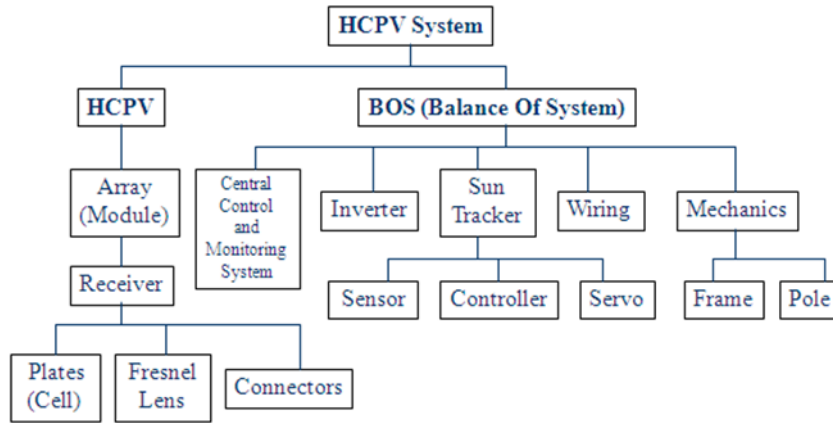 HCPV System
HCPV
BOS (Balance Of System)
Array
(Module)
Central
Control
and
Monitoring
System
Inverter
Sun
Tracker
Wiring
Mechanics
Receiver
Sensor
Controller
Servo
Frame
Pole
Plates
(Cell)
Fresnel
Lens
Connectors